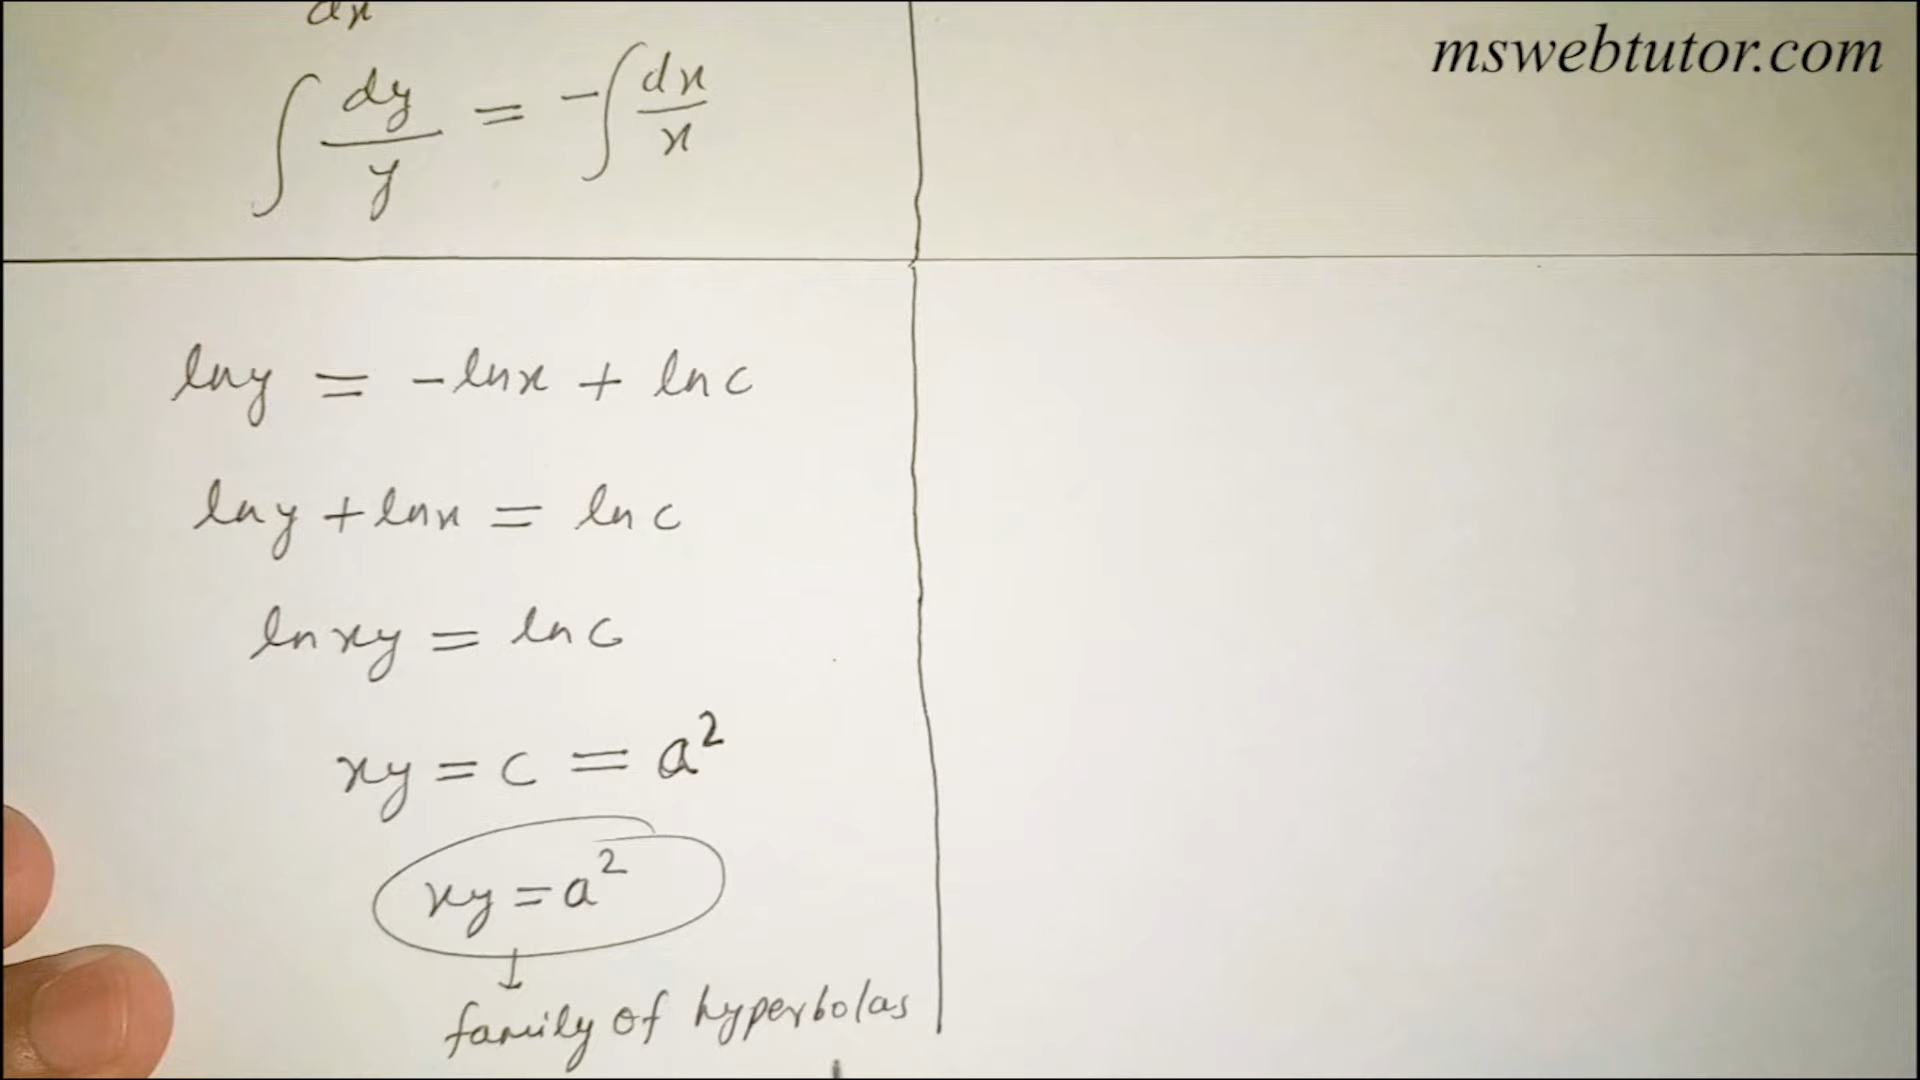 mswebtutor.com
dx
∫ dy/y = -∫ dx/x
ln y = -ln x + ln c
ln y + ln x = ln c
ln xy = ln c
xy = c = a²
xy = a²
↓
family of hyperbolas